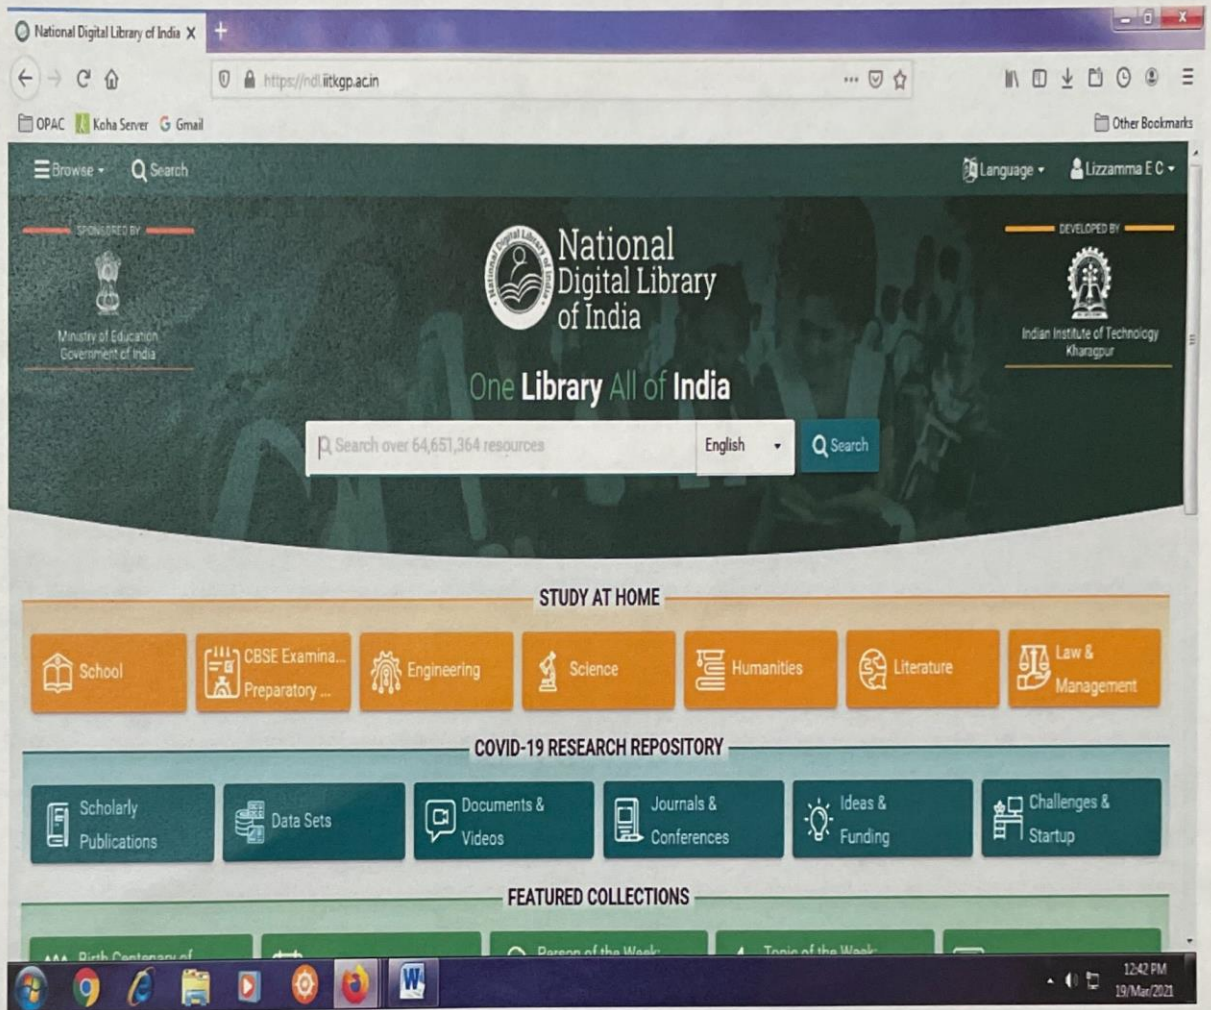 National Digital Library of India
https://ndl.iitkgp.ac.in
OPAC Koha Server Gmail
Other Bookmarks
Browse Search
Language Lizzamma E C
SPONSORED BY
Ministry of Education
Government of India
National Digital Library of India
National
Digital Library
of India
DEVELOPED BY
Indian Institute of Technology
Kharagpur
One Library All of India
Search over 64,651,364 resources
English
Search
STUDY AT HOME
School
CBSE Examina...
Preparatory ...
Engineering
Science
Humanities
Literature
Law &
Management
COVID-19 RESEARCH REPOSITORY
Scholarly
Publications
Data Sets
Documents &
Videos
Journals &
Conferences
Ideas &
Funding
Challenges &
Startup
FEATURED COLLECTIONS
Birth Centenary of
Person of the Week:
Topic of the Week:
12:42 PM
19/Mar/2021